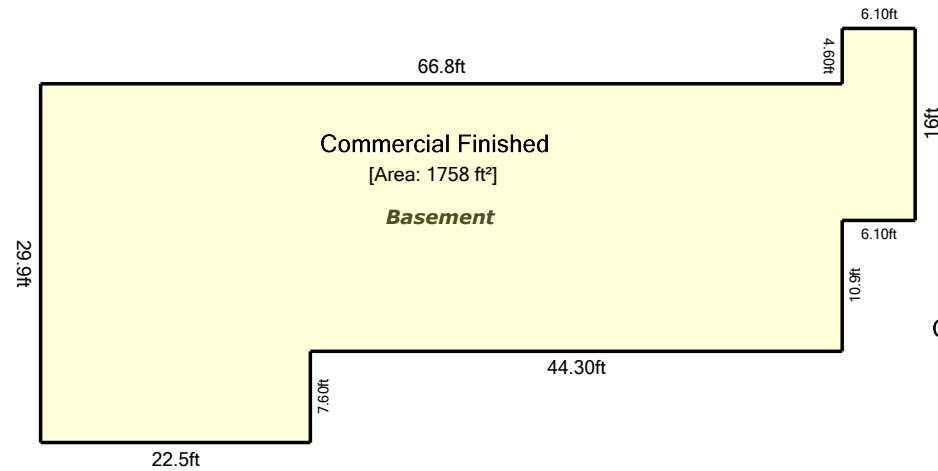 6.10ft
4.60ft
66.8ft
16ft
Commercial Finished
[Area: 1758 ft²]
Basement
6.10ft
29.9ft
10.9ft
44.30ft
7.60ft
22.5ft